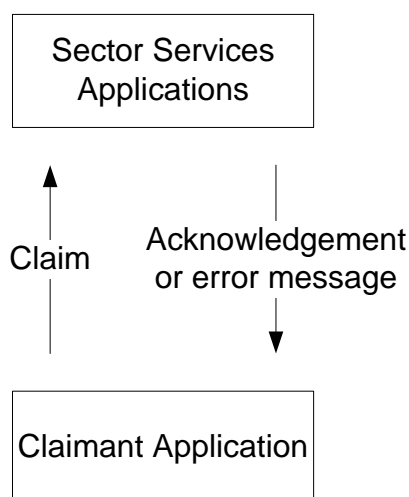 Sector Services
Applications
Claim
Acknowledgement
or error message
Claimant Application